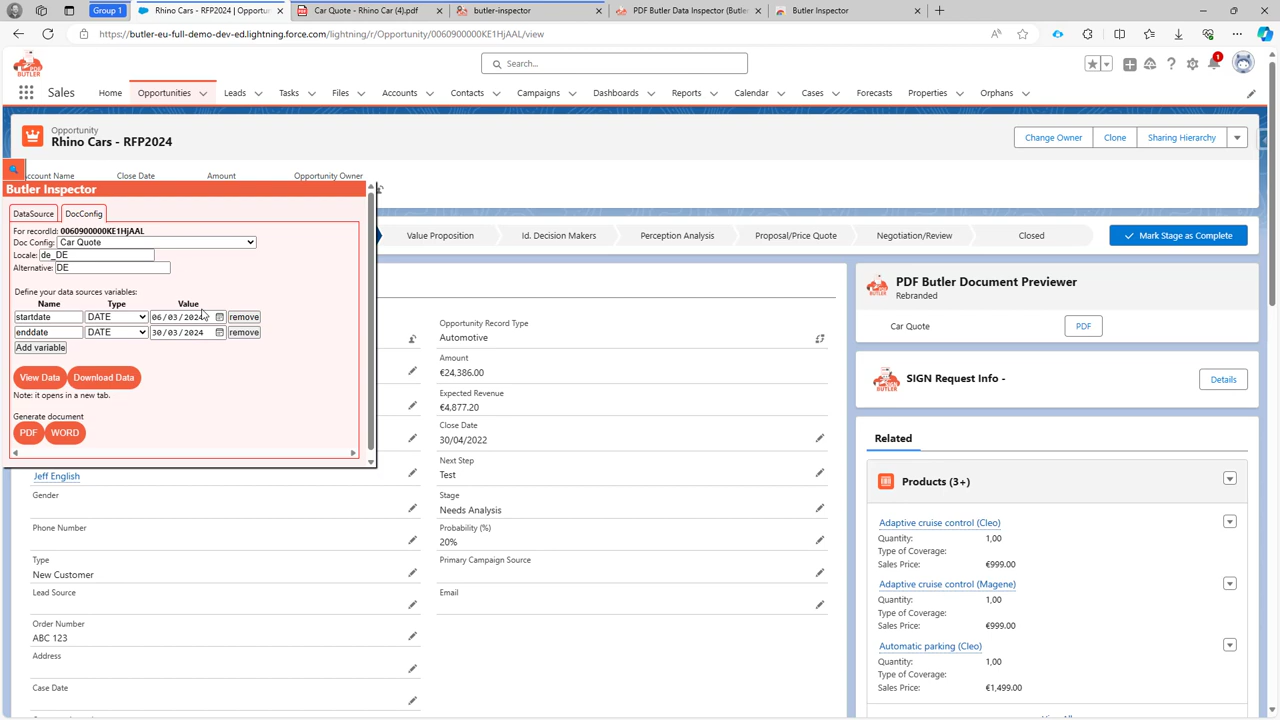 Group 1
Rhino Cars - RFP2024 | Opportu
Car Quote - Rhino Car (4).pdf
butler-inspector
PDF Butler Data Inspector (Butle
Butler Inspector
https://butler-eu-full-demo-dev-ed.lightning.force.com/lightning/r/Opportunity/0060900000KE1HjAAL/view
Search...
1
Sales
Home
Opportunities
Leads
Tasks
Files
Accounts
Contacts
Campaigns
Dashboards
Reports
Calendar
Cases
Forecasts
Properties
Orphans
Opportunity
Rhino Cars - RFP2024
Change Owner
Clone
Sharing Hierarchy
ccount Name
Close Date
Amount
Opportunity Owner
Butler Inspector
DataSource
DocConfig
For recordId: 0060900000KE1HjAAL
Doc Config: Car Quote
Locale: de_DE
Alternative: DE
Define your data sources variables:
Name Type Value
startdate DATE 06/03/2024 remove
enddate DATE 30/03/2024 remove
Add variable
View Data
Download Data
Note: it opens in a new tab.
Generate document
PDF
WORD
Value Proposition
Id. Decision Makers
Perception Analysis
Proposal/Price Quote
Negotiation/Review
Closed
Mark Stage as Complete
Jeff English
Gender
Phone Number
Type
New Customer
Lead Source
Order Number
ABC 123
Address
Case Date
Opportunity Record Type
Automotive
Amount
€24,386.00
Expected Revenue
€4,877.20
Close Date
30/04/2022
Next Step
Test
Stage
Needs Analysis
Probability (%)
20%
Primary Campaign Source
Email
PDF Butler Document Previewer
Rebranded
Car Quote
PDF
SIGN Request Info -
Details
Related
Products (3+)
Adaptive cruise control (Cleo)
Quantity: 1,00
Type of Coverage:
Sales Price: €999.00
Adaptive cruise control (Magene)
Quantity: 1,00
Type of Coverage:
Sales Price: €999.00
Automatic parking (Cleo)
Quantity: 1,00
Type of Coverage:
Sales Price: €1,499.00